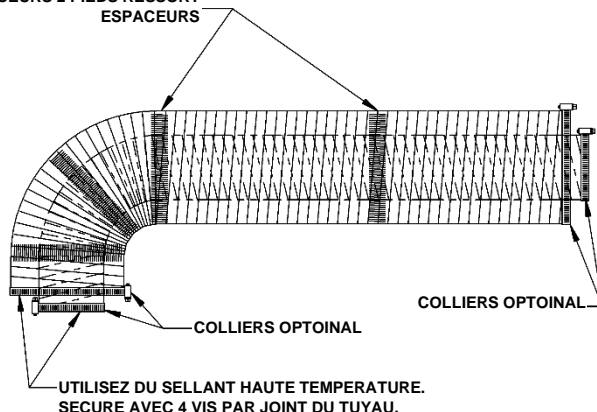 ESPACEURS
COLLIERS OPTOINAL
COLLIERS OPTOINAL
UTILISEZ DU SELLANT HAUTE TEMPERATURE.
SECURE AVEC 4 VIS PAR JOINT DU TUYAU.